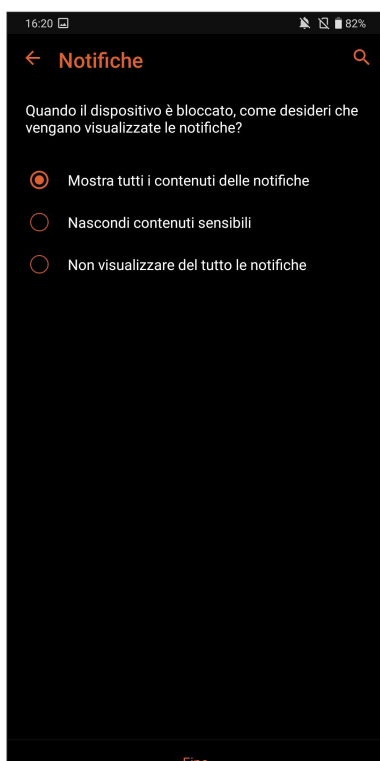 16:20 82%
Notifiche
Quando il dispositivo è bloccato, come desideri che
vengano visualizzate le notifiche?
Mostra tutti i contenuti delle notifiche
Nascondi contenuti sensibili
Non visualizzare del tutto le notifiche